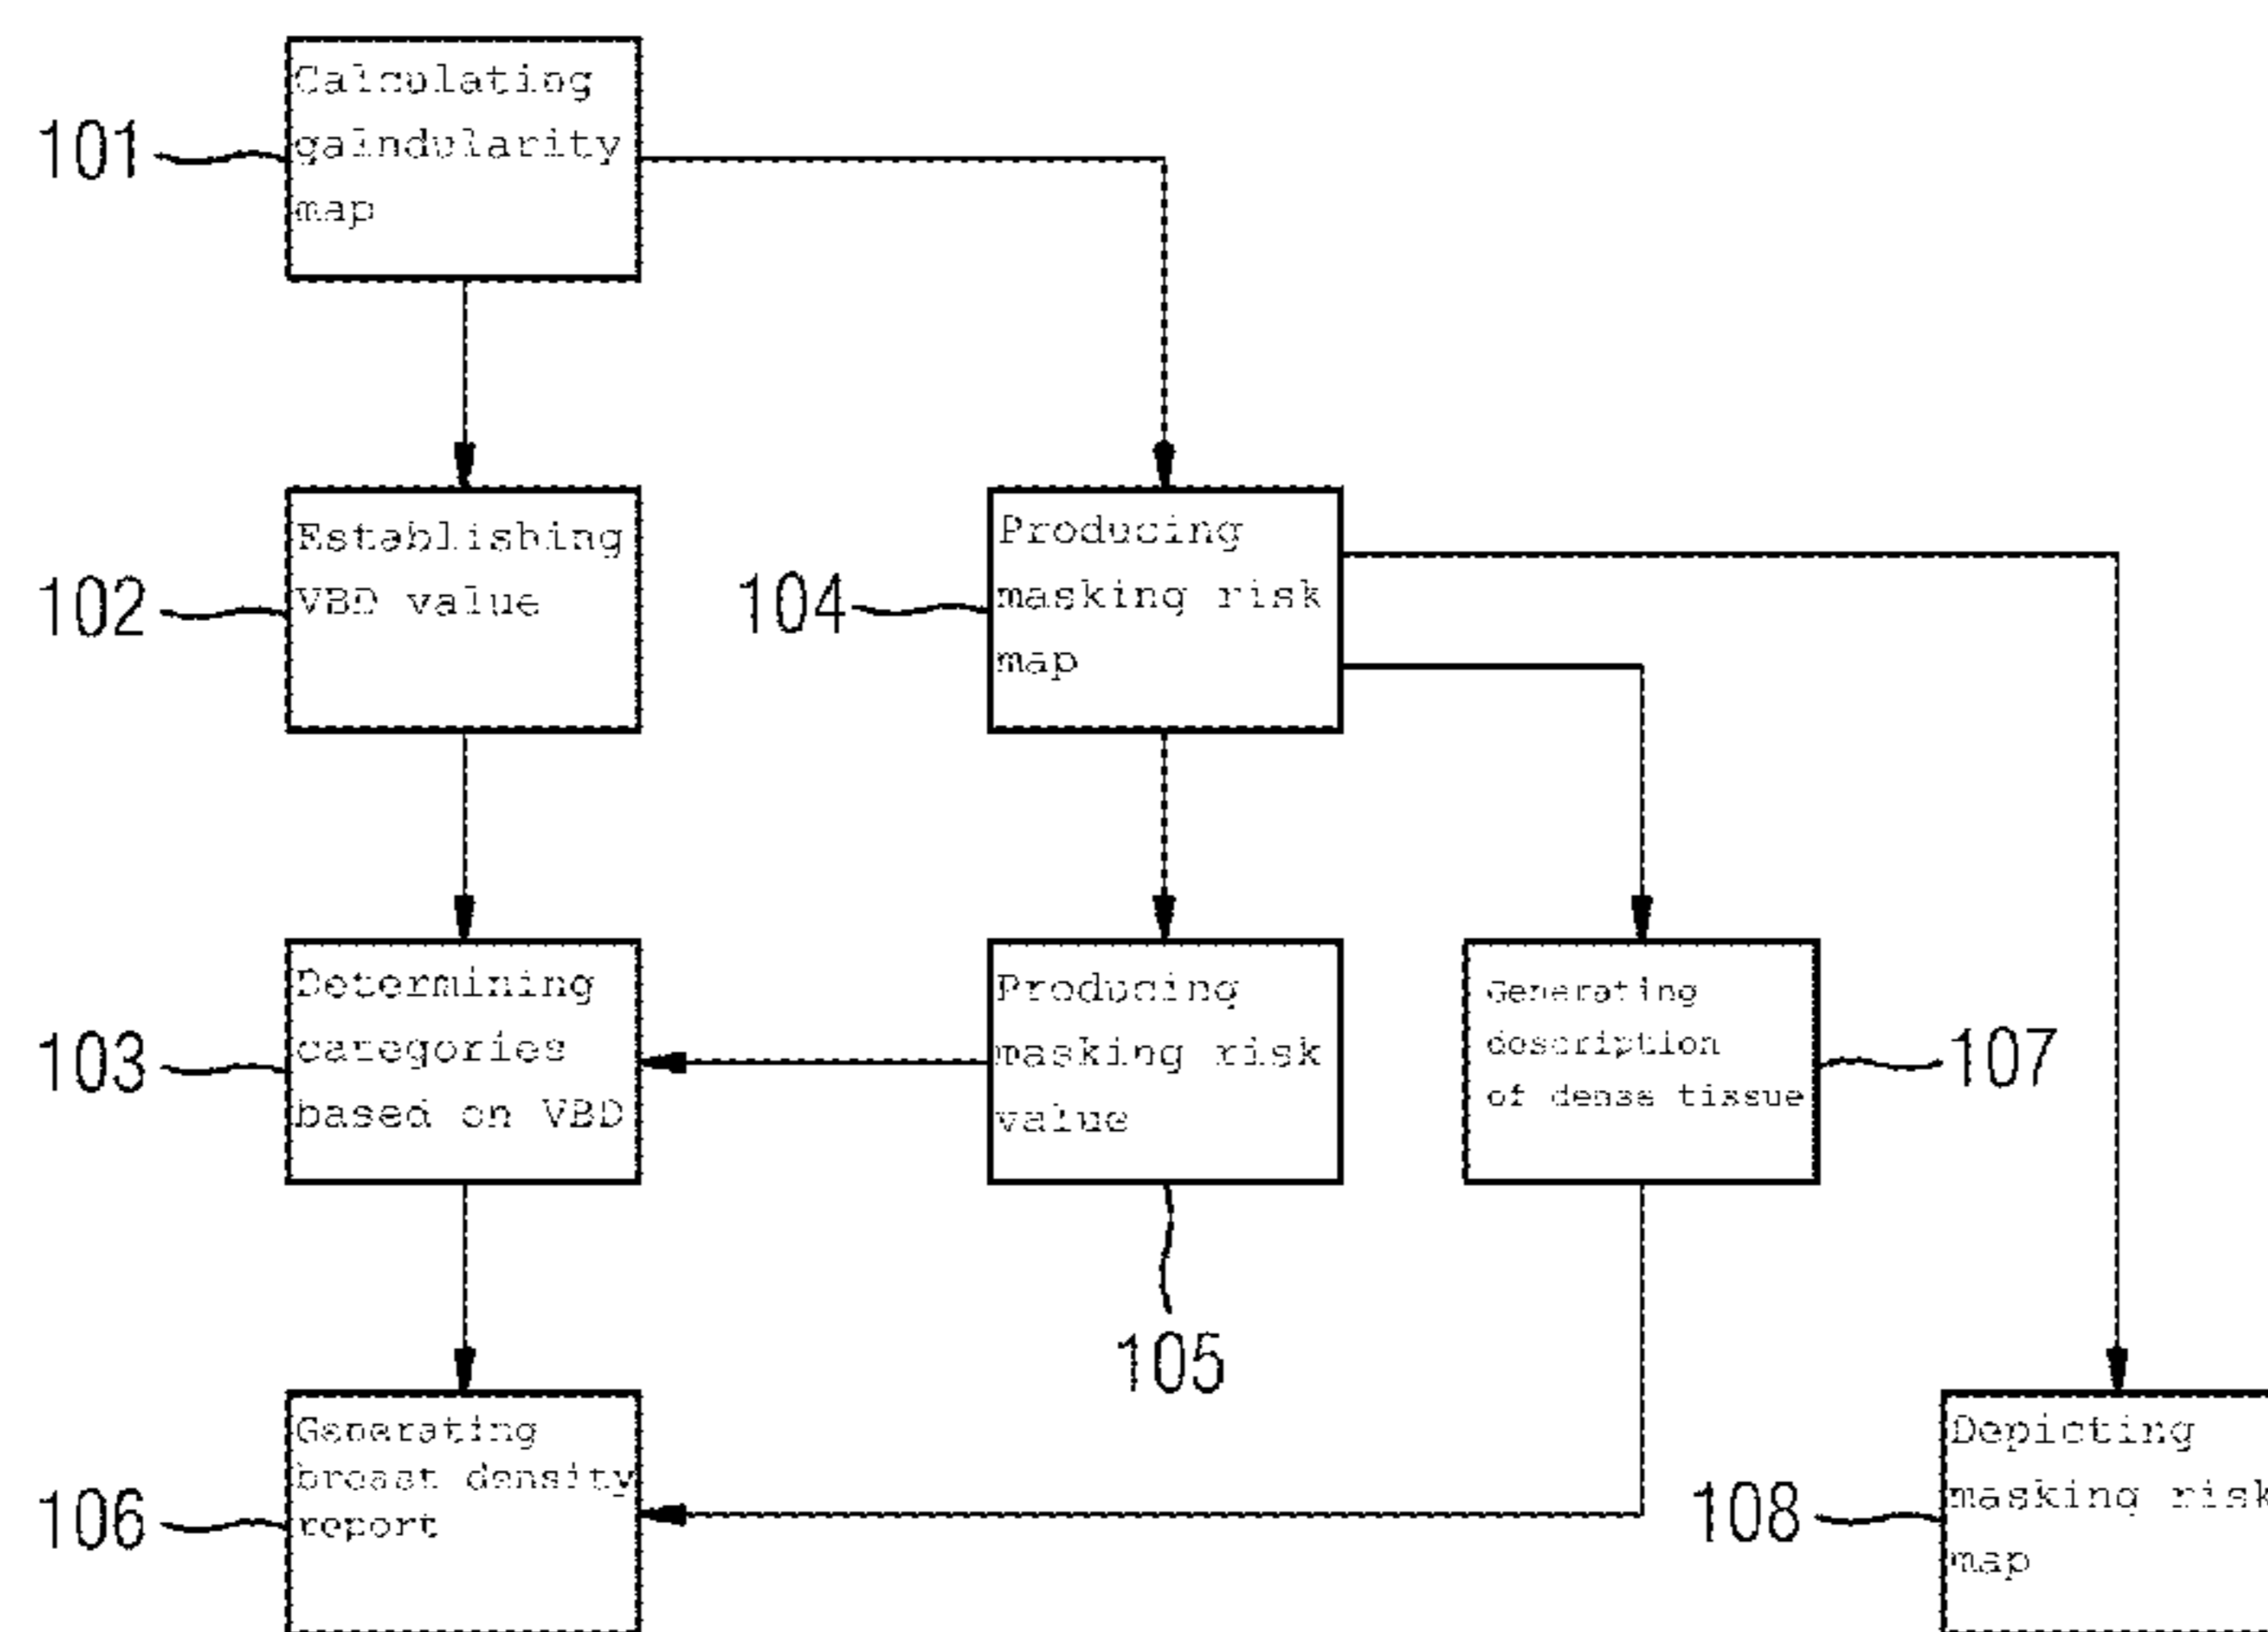 Calculating
101
galndularity
map
Establishing
102
VBD value
Producing
104
masking risk
map
Determining
103
categories
based on VBD
Producing
masking risk
value
105
Generating
description
of dense tissue
107
Generating
breast density
106
report
Depicting
108
masking risk
map